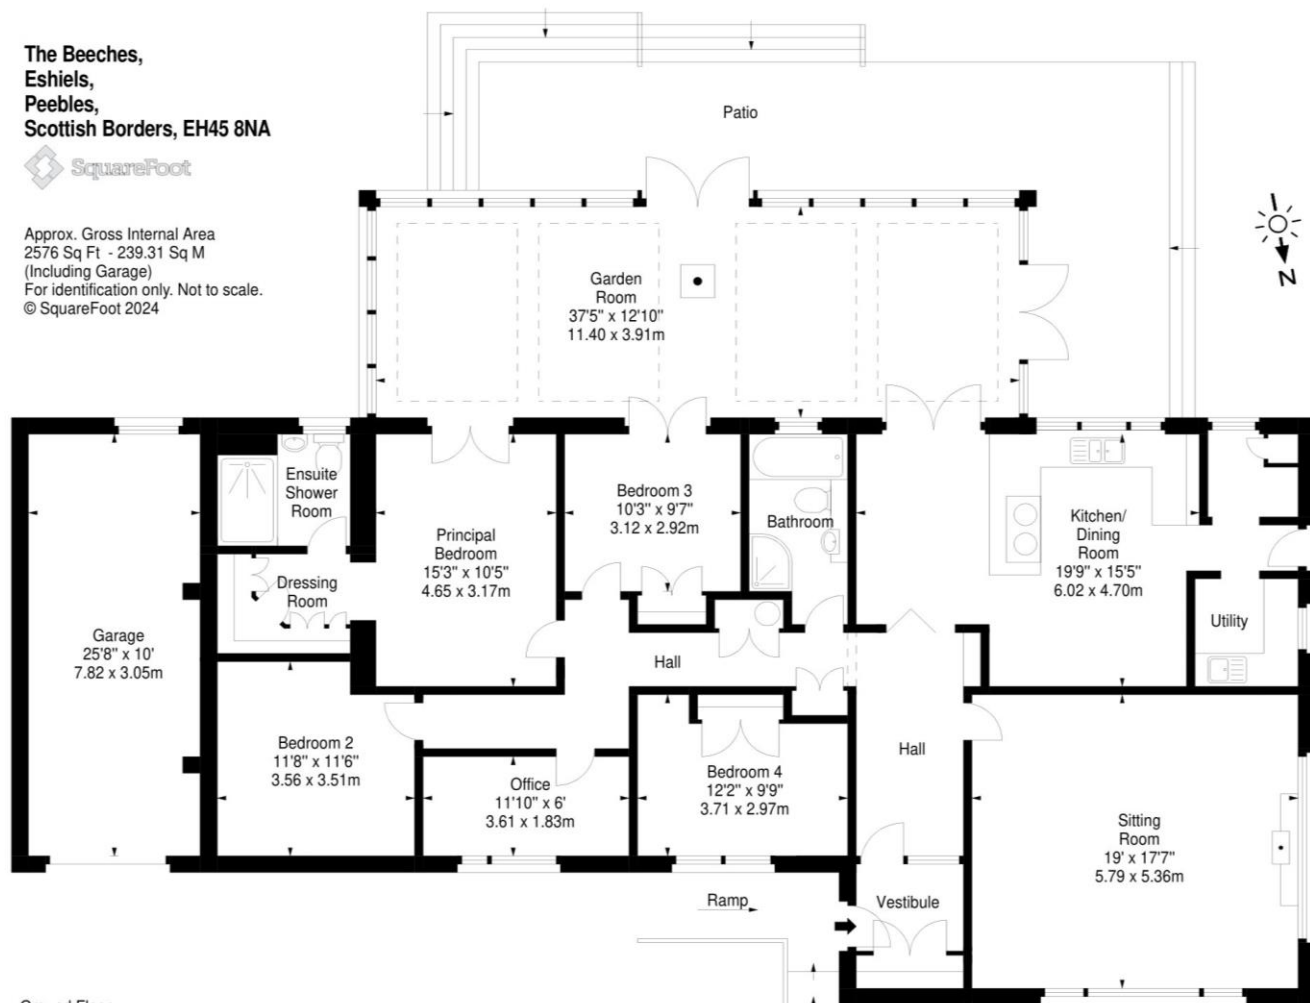 The Beeches,
Eshiels,
Peebles,
Scottish Borders, EH45 8NA
SquareFoot
Approx. Gross Internal Area
2576 Sq Ft - 239.31 Sq M
(Including Garage)
For identification only. Not to scale.
© SquareFoot 2024
Patio
N
Garden
Room
37'5" x 12'10"
11.40 x 3.91m
Ensuite
Shower
Room
Dressing
Room
Principal
Bedroom
15'3" x 10'5"
4.65 x 3.17m
Bedroom 3
10'3" x 9'7"
3.12 x 2.92m
Bathroom
Kitchen/
Dining
Room
19'9" x 15'5"
6.02 x 4.70m
Utility
Garage
25'8" x 10'
7.82 x 3.05m
Hall
Bedroom 2
11'8" x 11'6"
3.56 x 3.51m
Office
11'10" x 6'
3.61 x 1.83m
Bedroom 4
12'2" x 9'9"
3.71 x 2.97m
Hall
Sitting
Room
19' x 17'7"
5.79 x 5.36m
Ramp
Vestibule